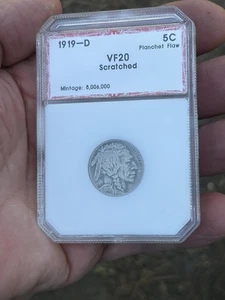 1919-D 5C
Planchet Flaw
VF20
Scratched
Mintage: 8,006,000